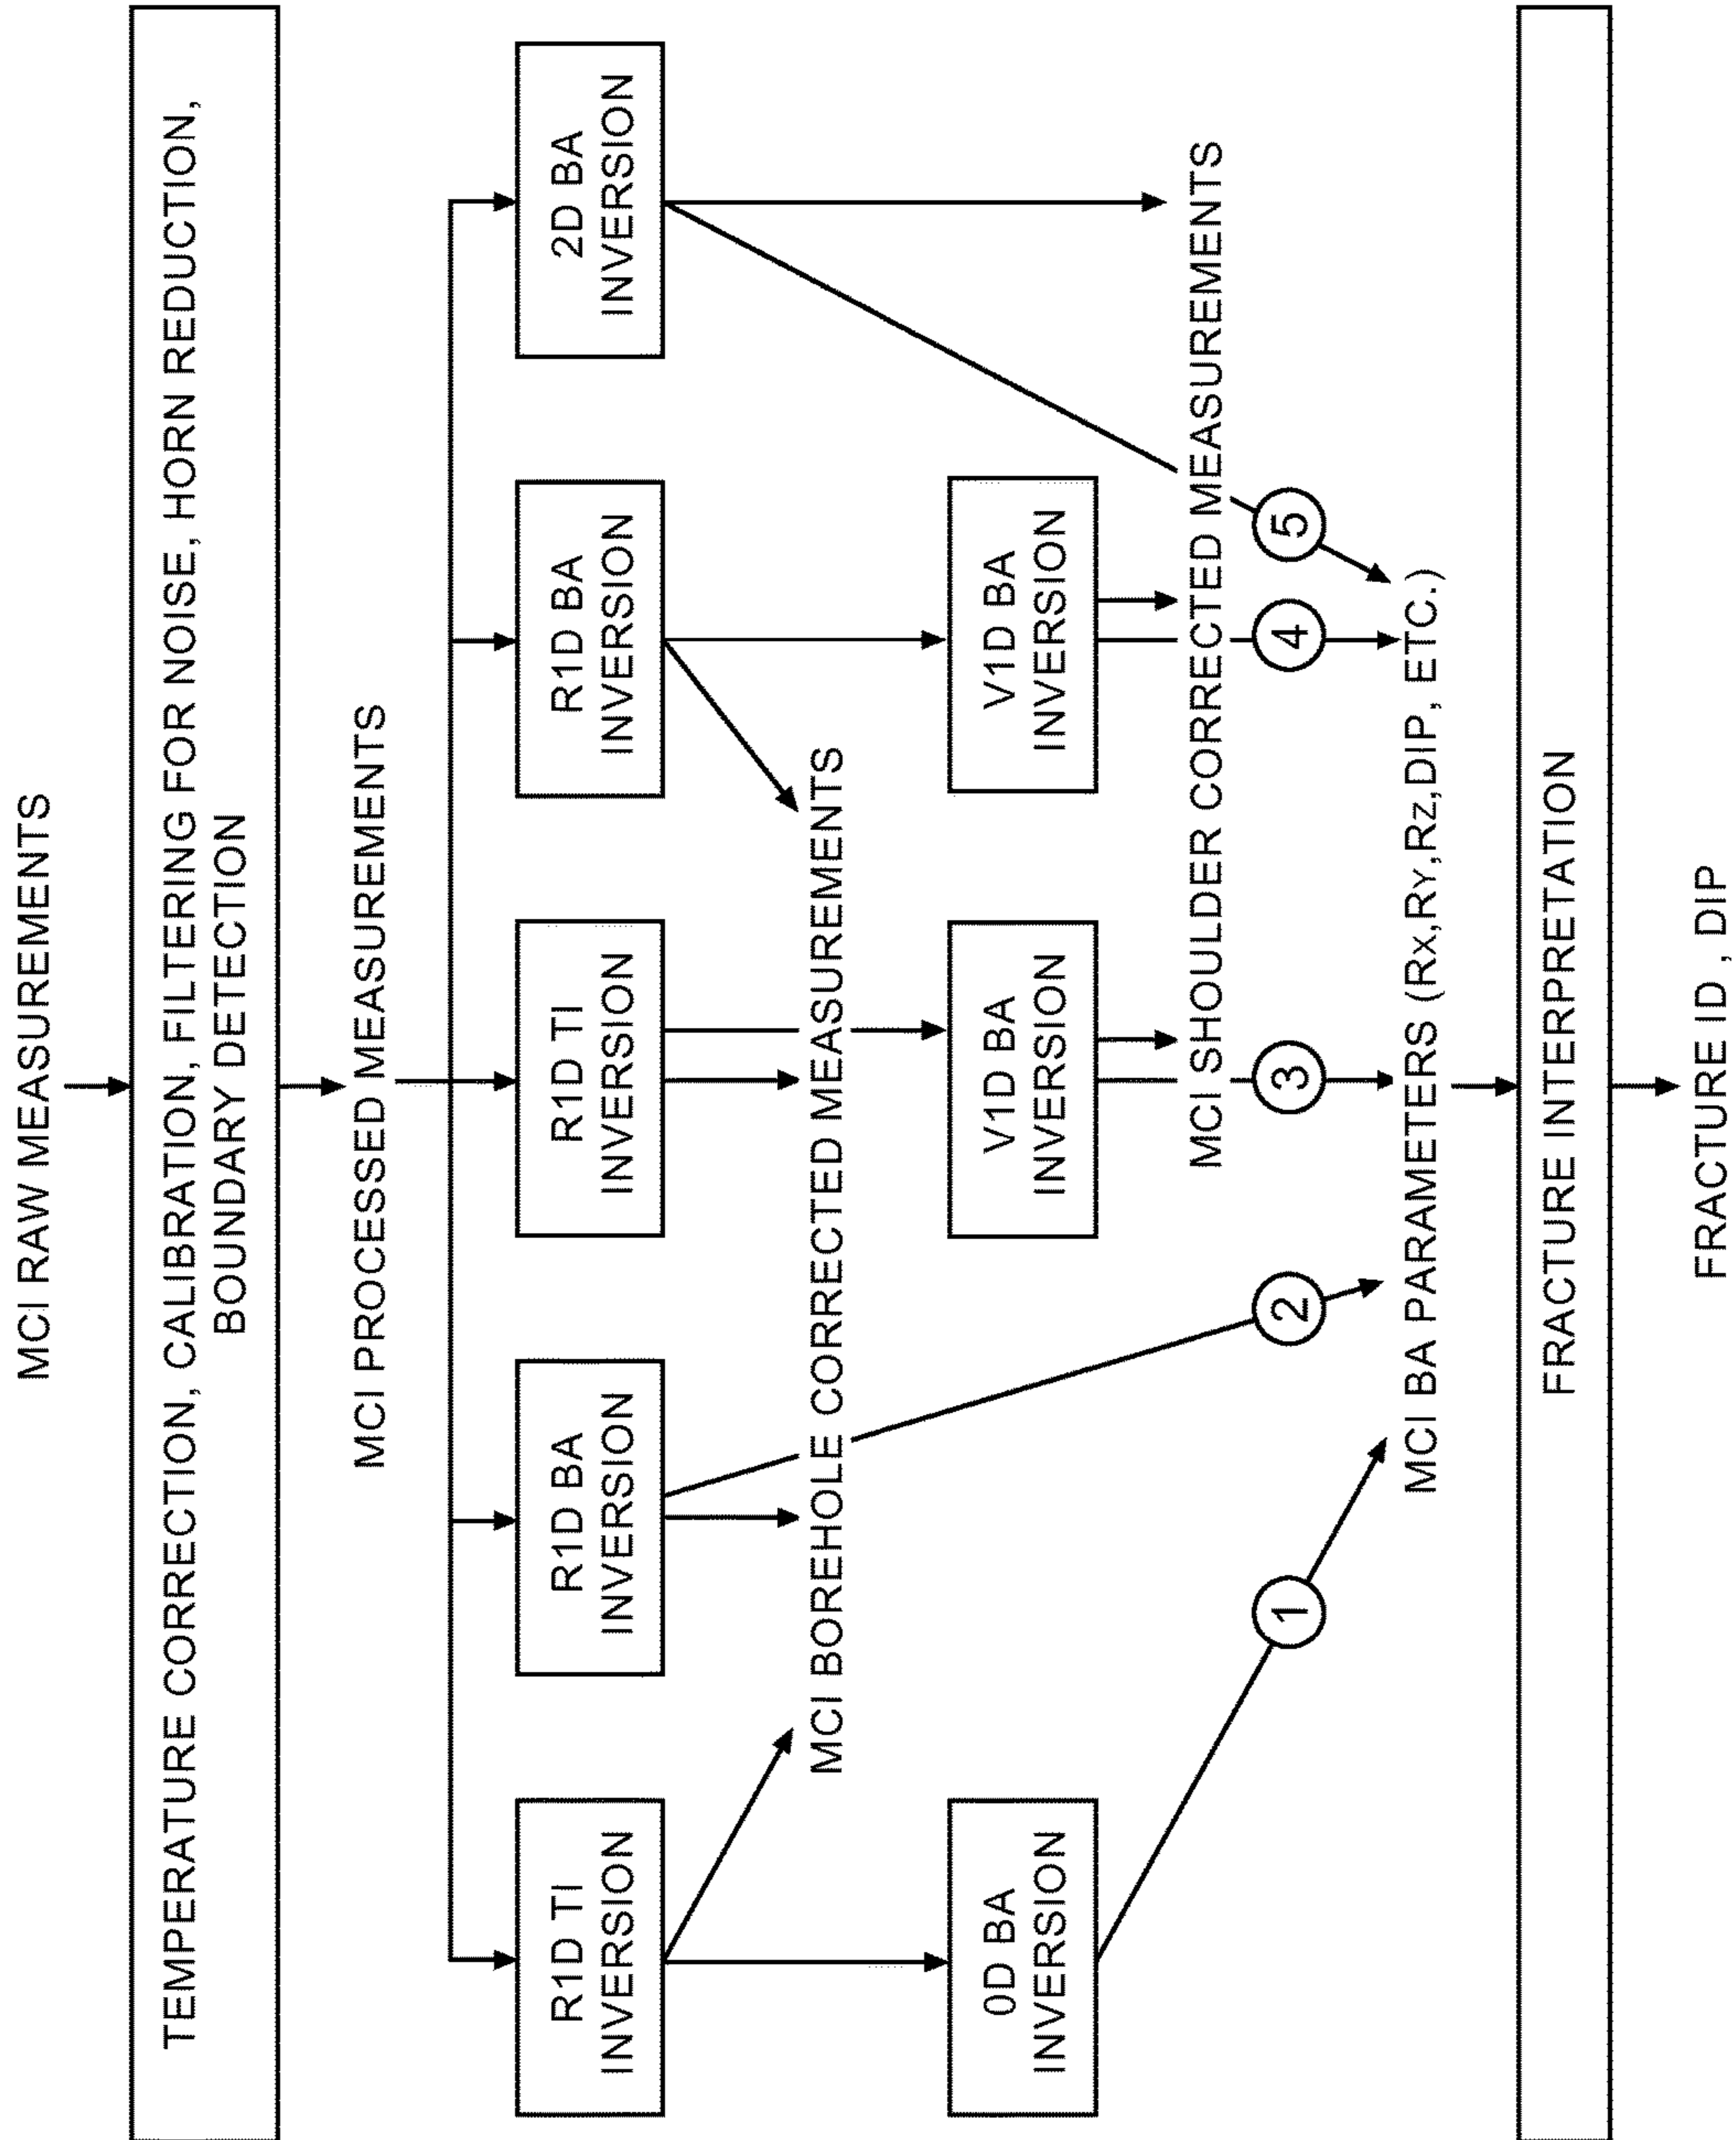 MCI RAW MEASUREMENTS
TEMPERATURE CORRECTION, CALIBRATION, FILTERING FOR NOISE, HORN REDUCTION,
BOUNDARY DETECTION
MCI PROCESSED MEASUREMENTS
R1D TI
INVERSION
R1D BA
INVERSION
R1D TI
INVERSION
R1D BA
INVERSION
2D BA
INVERSION
MCI BOREHOLE CORRECTED MEASUREMENTS
0D BA
INVERSION
V1D BA
INVERSION
V1D BA
INVERSION
MCI SHOULDER CORRECTED MEASUREMENTS
1
2
3
4
5
MCI BA PARAMETERS (RX,RY,RZ,DIP, ETC.)
FRACTURE INTERPRETATION
FRACTURE ID , DIP